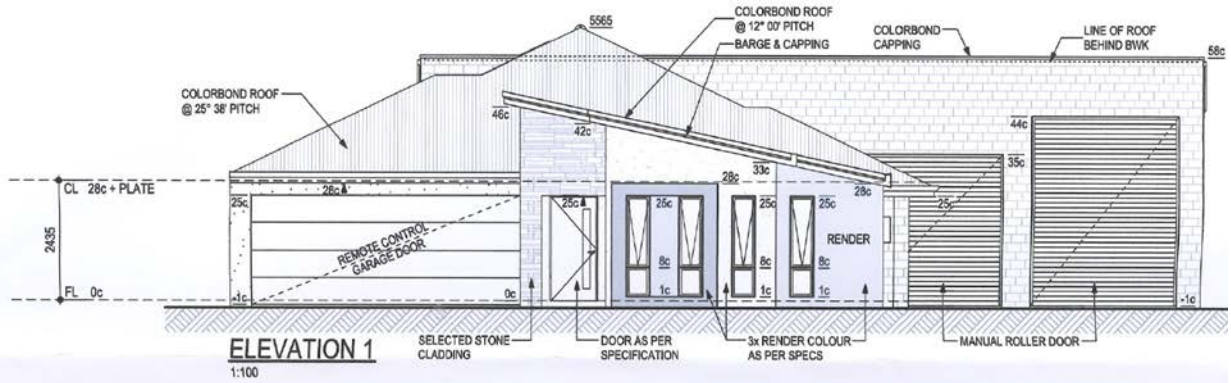 5565
COLORBOND ROOF
@ 12° 00' PITCH
BARGE & CAPPING
COLORBOND
CAPPING
LINE OF ROOF
BEHIND BWK
58c
COLORBOND ROOF
@ 25° 38' PITCH
46c
42c
44c
33c
35c
CL 28c + PLATE
28c
28c
28c
25c
25c
25c
25c
25c
25c
2435
REMOTE CONTROL
GARAGE DOOR
RENDER
8c
8c
8c
FL 0c
-1c
0c
1c
1c
1c
-1c
SELECTED STONE
CLADDING
DOOR AS PER
SPECIFICATION
3x RENDER COLOUR
AS PER SPECS
MANUAL ROLLER DOOR
ELEVATION 1
1:100